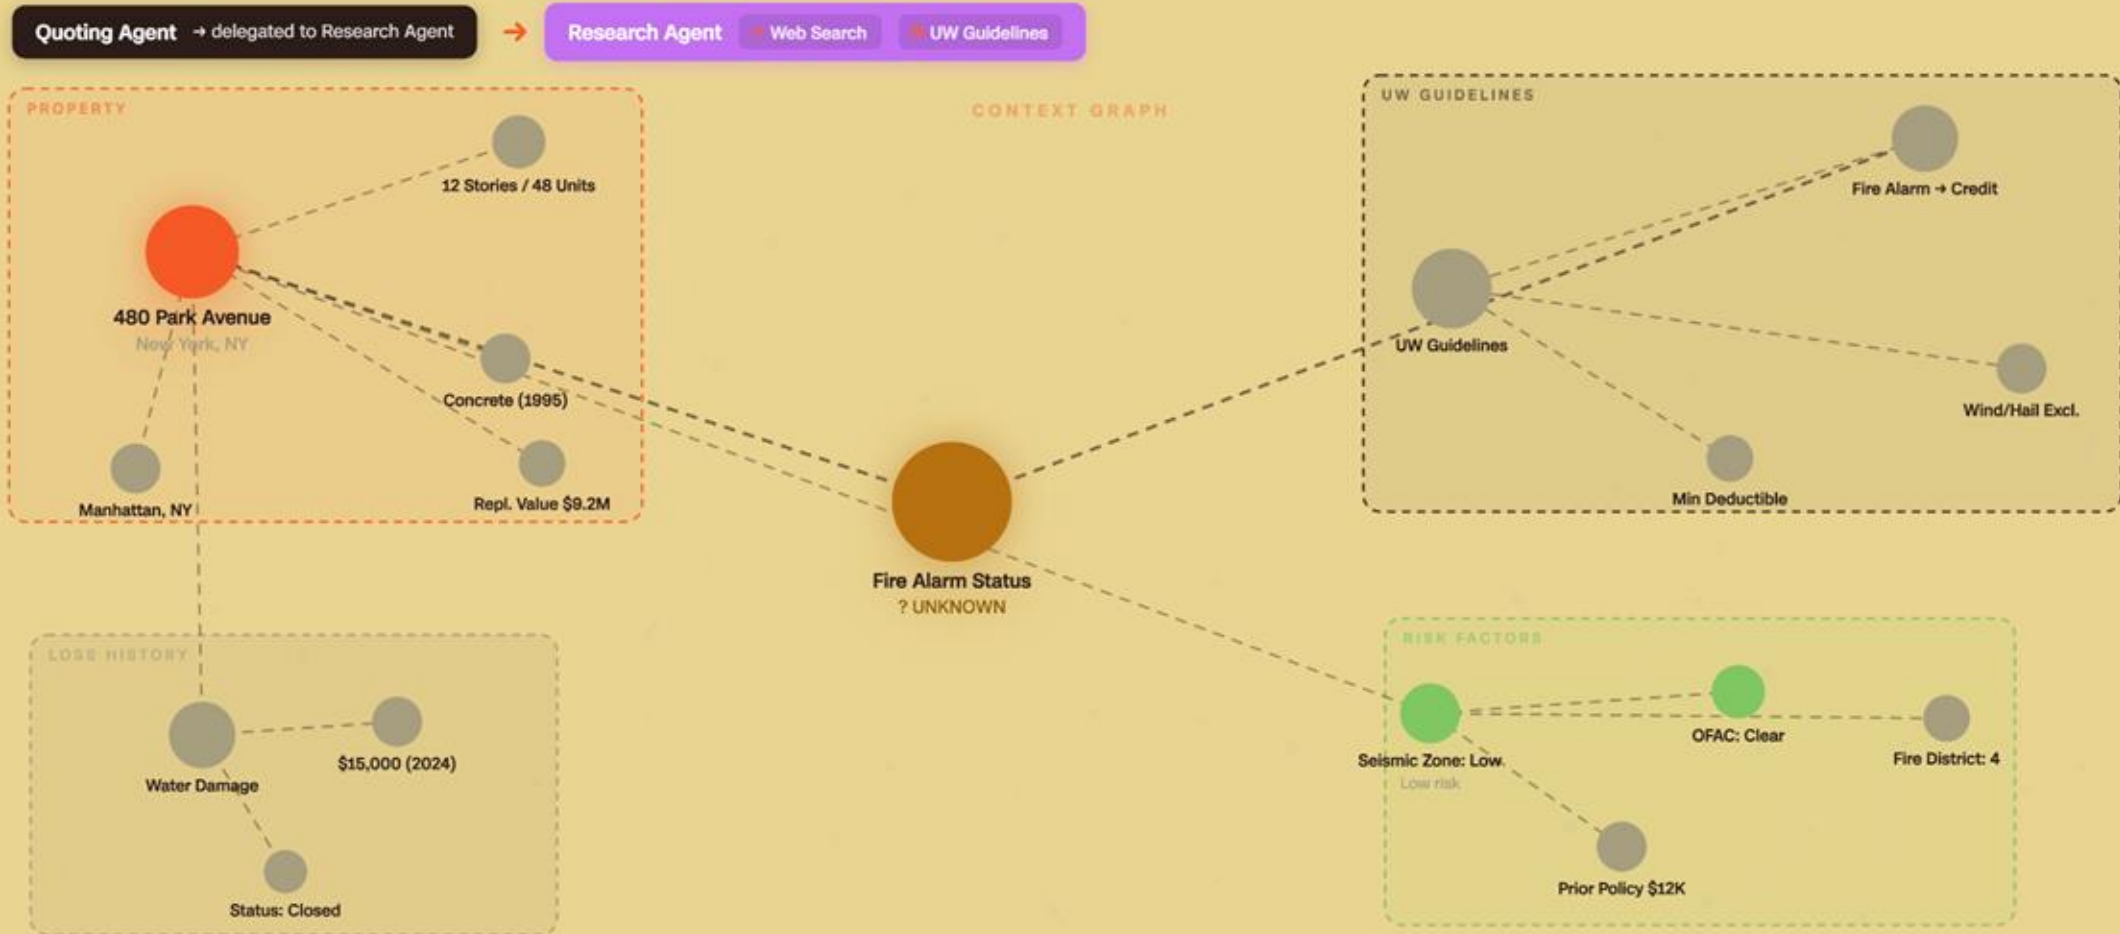 Quoting Agent → delegated to Research Agent → Research Agent Web Search UW Guidelines
CONTEXT GRAPH
PROPERTY
12 Stories / 48 Units
480 Park Avenue
New York, NY
Concrete (1995)
Manhattan, NY
Repl. Value $9.2M
UW GUIDELINES
Fire Alarm → Credit
UW Guidelines
Wind/Hail Excl.
Min Deductible
Fire Alarm Status
? UNKNOWN
LOSS HISTORY
Water Damage
$15,000 (2024)
Status: Closed
RISK FACTORS
Seismic Zone: Low
Low risk
OFAC: Clear
Fire District: 4
Prior Policy $12K